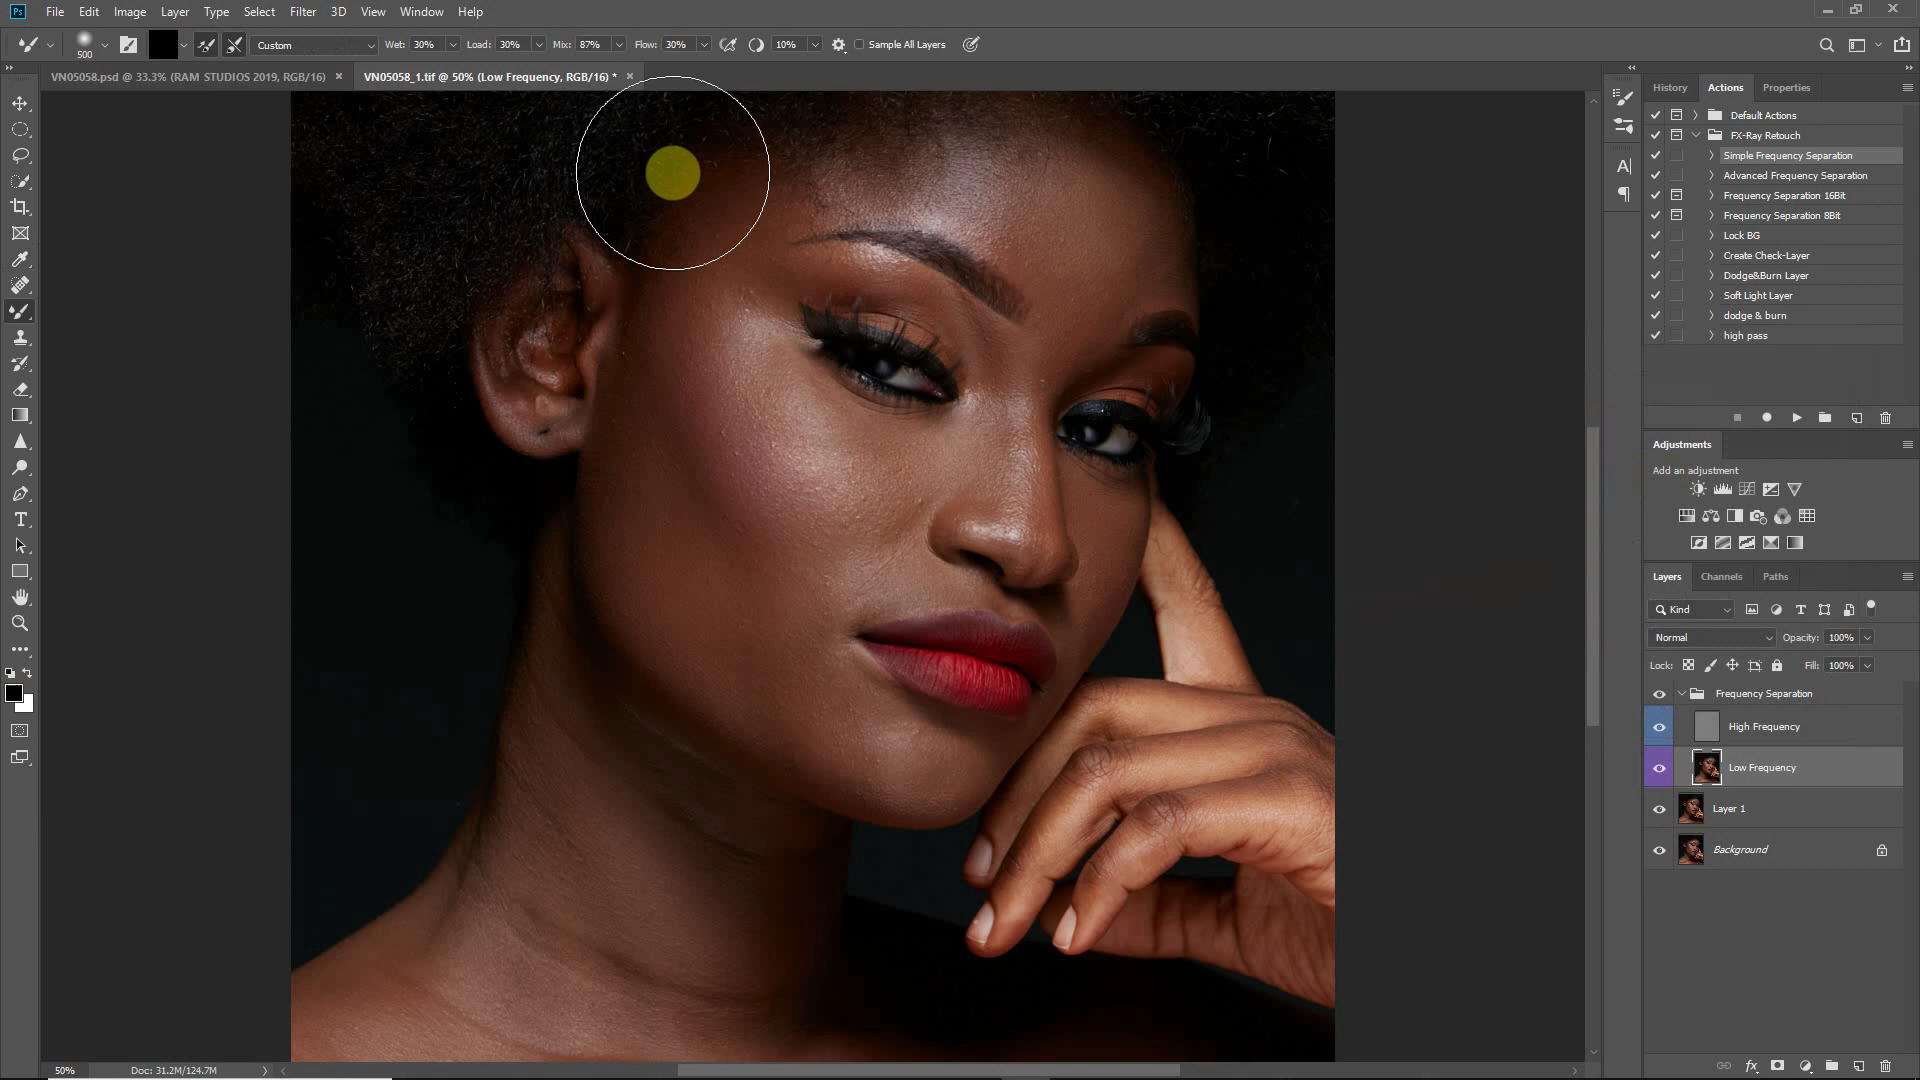 Ps File Edit Image Layer Type Select Filter 3D View Window Help
500 Custom Wet: 30% Load: 30% Mix: 87% Flow: 30% 10% Sample All Layers
VN05058.psd @ 33.3% (RAM STUDIOS 2019, RGB/16) VN05058_1.tif @ 50% (Low Frequency, RGB/16) *
History Actions Properties
Default Actions
FX-Ray Retouch
Simple Frequency Separation
Advanced Frequency Separation
Frequency Separation 16Bit
Frequency Separation 8Bit
Lock BG
Create Check-Layer
Dodge&Burn Layer
Soft Light Layer
dodge & burn
high pass
Adjustments
Add an adjustment
Layers Channels Paths
Kind
Normal Opacity: 100%
Lock: Fill: 100%
Frequency Separation
High Frequency
Low Frequency
Layer 1
Background
50% Doc: 31.2M/124.7M